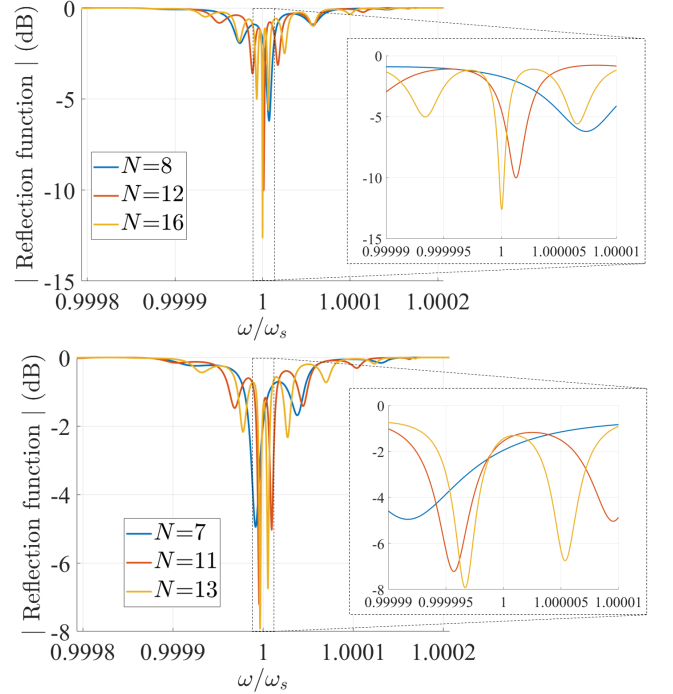 | Reflection function | (dB)
0
-5
-10
-15
N=8
N=12
N=16
0.9998 0.9999 1 1.0001 1.0002
ω/ωs
0
-5
-10
-15
0.99999 0.999995 1 1.000005 1.00001
| Reflection function | (dB)
0
-2
-4
-6
-8
N=7
N=11
N=13
0.9998 0.9999 1 1.0001 1.0002
ω/ωs
0
-2
-4
-6
-8
0.99999 0.999995 1 1.000005 1.00001